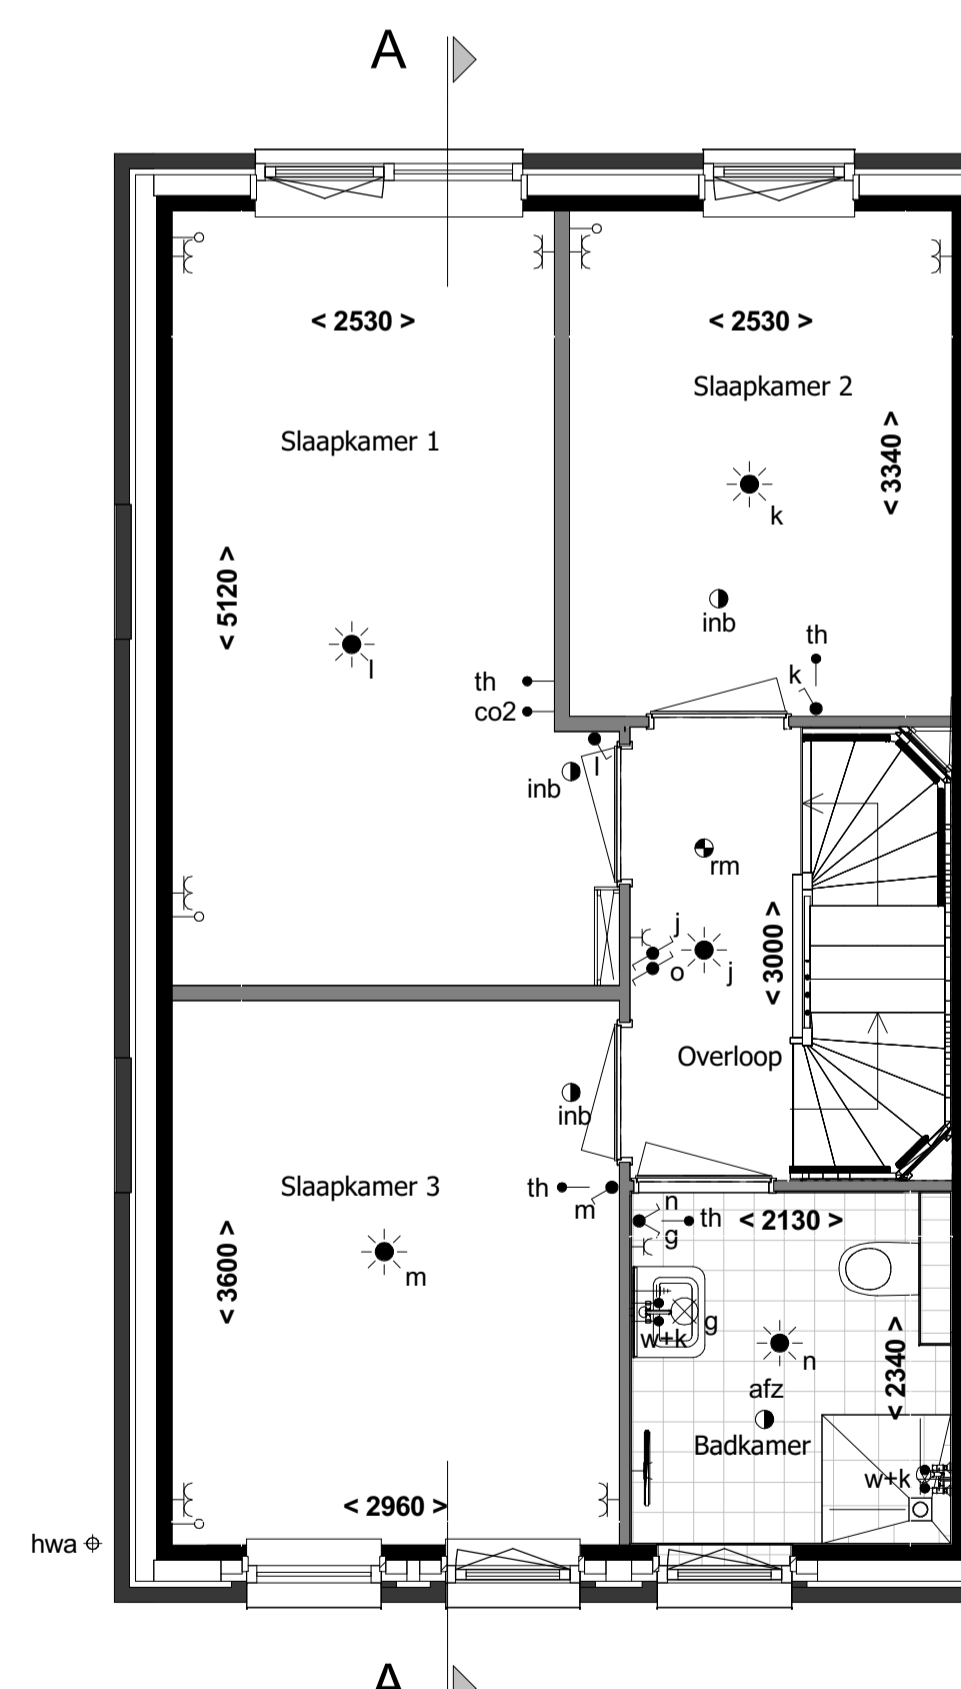 A
< 2530 >
< 2530 >
Slaapkamer 2
Slaapkamer 1
< 3340 >
k
< 5120 >
inb
th
l
k
th
co2
l
inb
rm
j
o
j
< 3000 >
Overloop
inb
Slaapkamer 3
th
m
n
th
< 2130 >
g
< 3600 >
m
g
w+k
n
< 2340 >
afz
Badkamer
w+k
< 2960 >
hwa
A